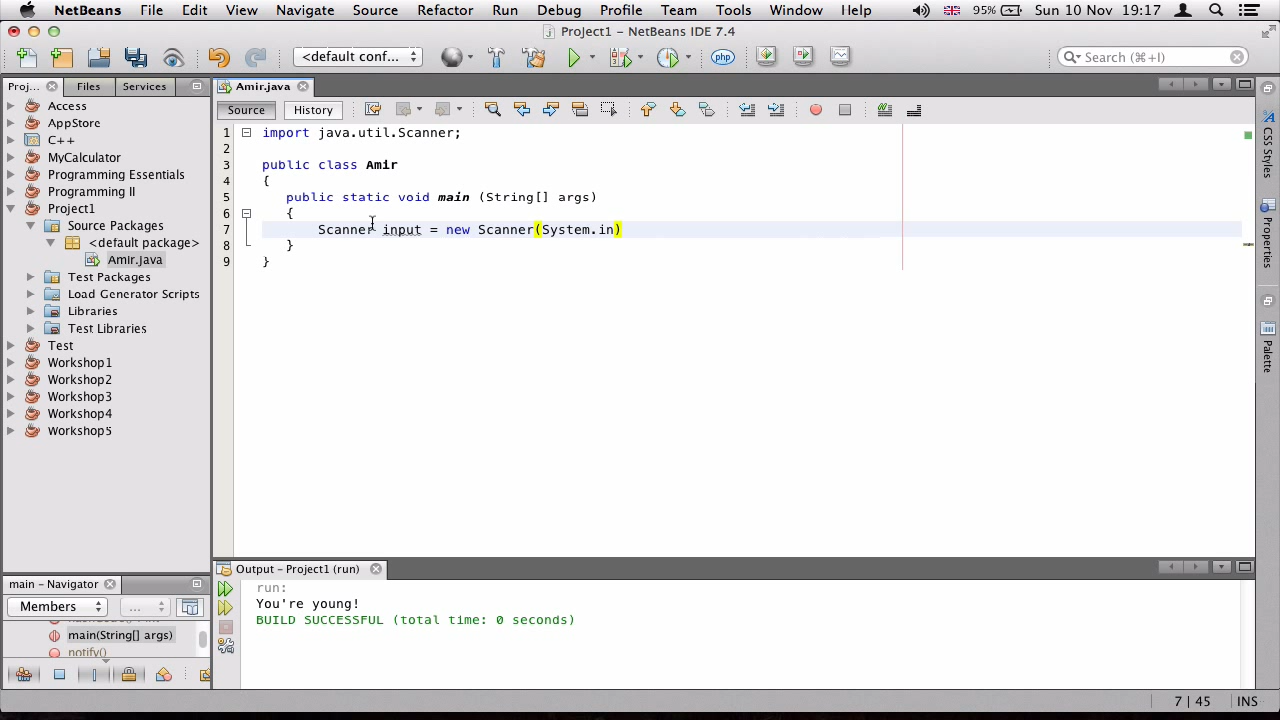 NetBeans File Edit View Navigate Source Refactor Run Debug Profile Team Tools Window Help 95% Sun 10 Nov 19:17
Project1 – NetBeans IDE 7.4
<default conf... php Search (⌘+I)
Proj... Files Services
Amir.java
Source History
Access
AppStore
C++
MyCalculator
Programming Essentials
Programming II
Project1
Source Packages
<default package>
Amir.java
Test Packages
Load Generator Scripts
Libraries
Test Libraries
Test
Workshop1
Workshop2
Workshop3
Workshop4
Workshop5
1 import java.util.Scanner;
2
3 public class Amir
4 {
5 public static void main (String[] args)
6 {
7 Scanner input = new Scanner(System.in)
8 }
9 }
CSS Styles
Properties
Palette
main – Navigator
Members ...
main(String[] args)
notify()
Output – Project1 (run)
run:
You're young!
BUILD SUCCESSFUL (total time: 0 seconds)
7 | 45 INS